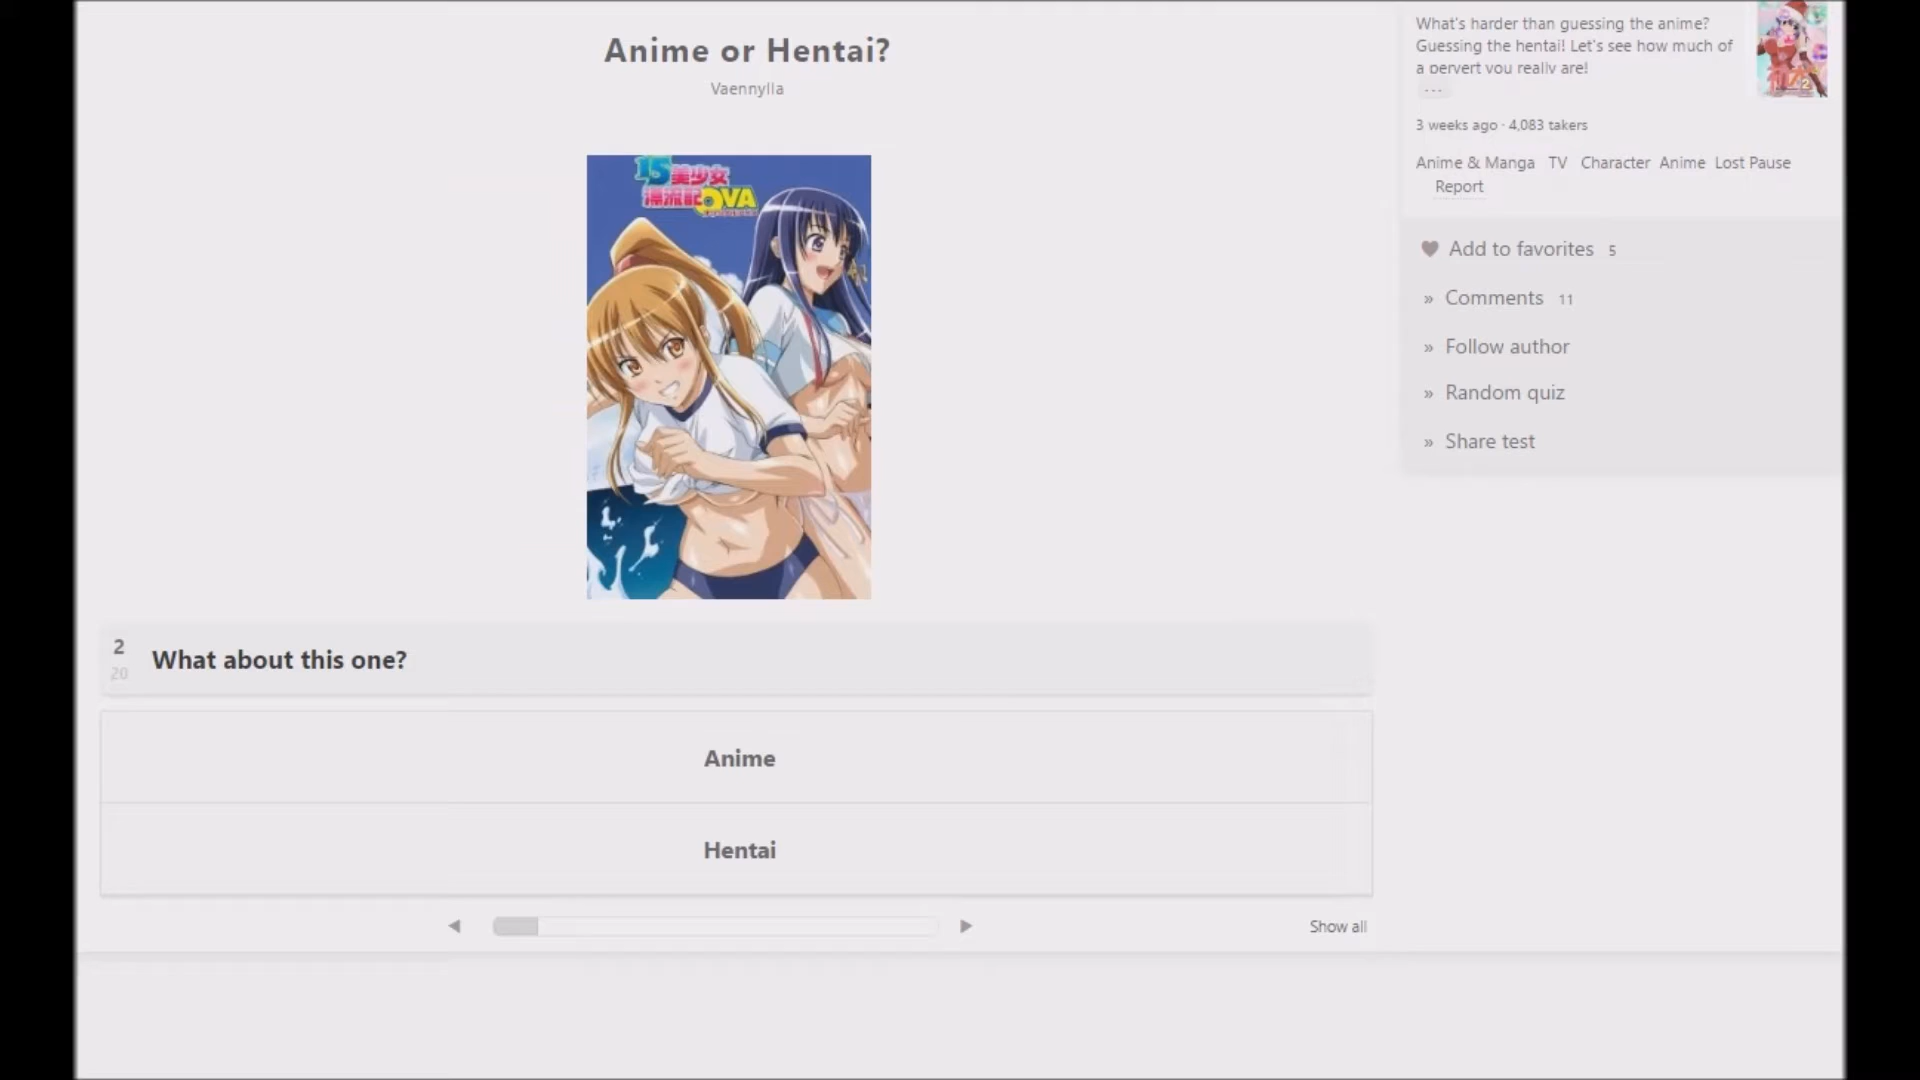 Anime or Hentai?
Vaennylla
15美少女
漂流記OVA
2
20
What about this one?
Anime
Hentai
Show all
What's harder than guessing the anime?
Guessing the hentai! Let's see how much of
a pervert you really are!
...
3 weeks ago · 4,083 takers
Anime & Manga TV Character Anime Lost Pause
Report
Add to favorites 5
» Comments 11
» Follow author
» Random quiz
» Share test